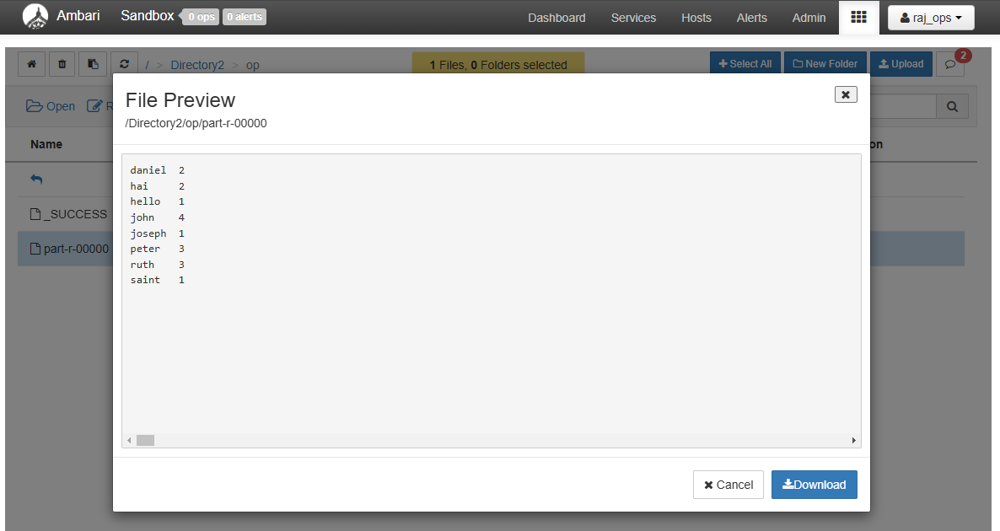 Ambari Sandbox 0 ops 0 alerts Dashboard Services Hosts Alerts Admin raj_ops
/ > Directory2 > op 1 Files, 0 Folders selected Select All New Folder Upload 2
Open R
File Preview
/Directory2/op/part-r-00000
Name on
daniel 2
hai 2
hello 1
john 4
joseph 1
peter 3
ruth 3
saint 1
_SUCCESS
part-r-00000
Cancel Download